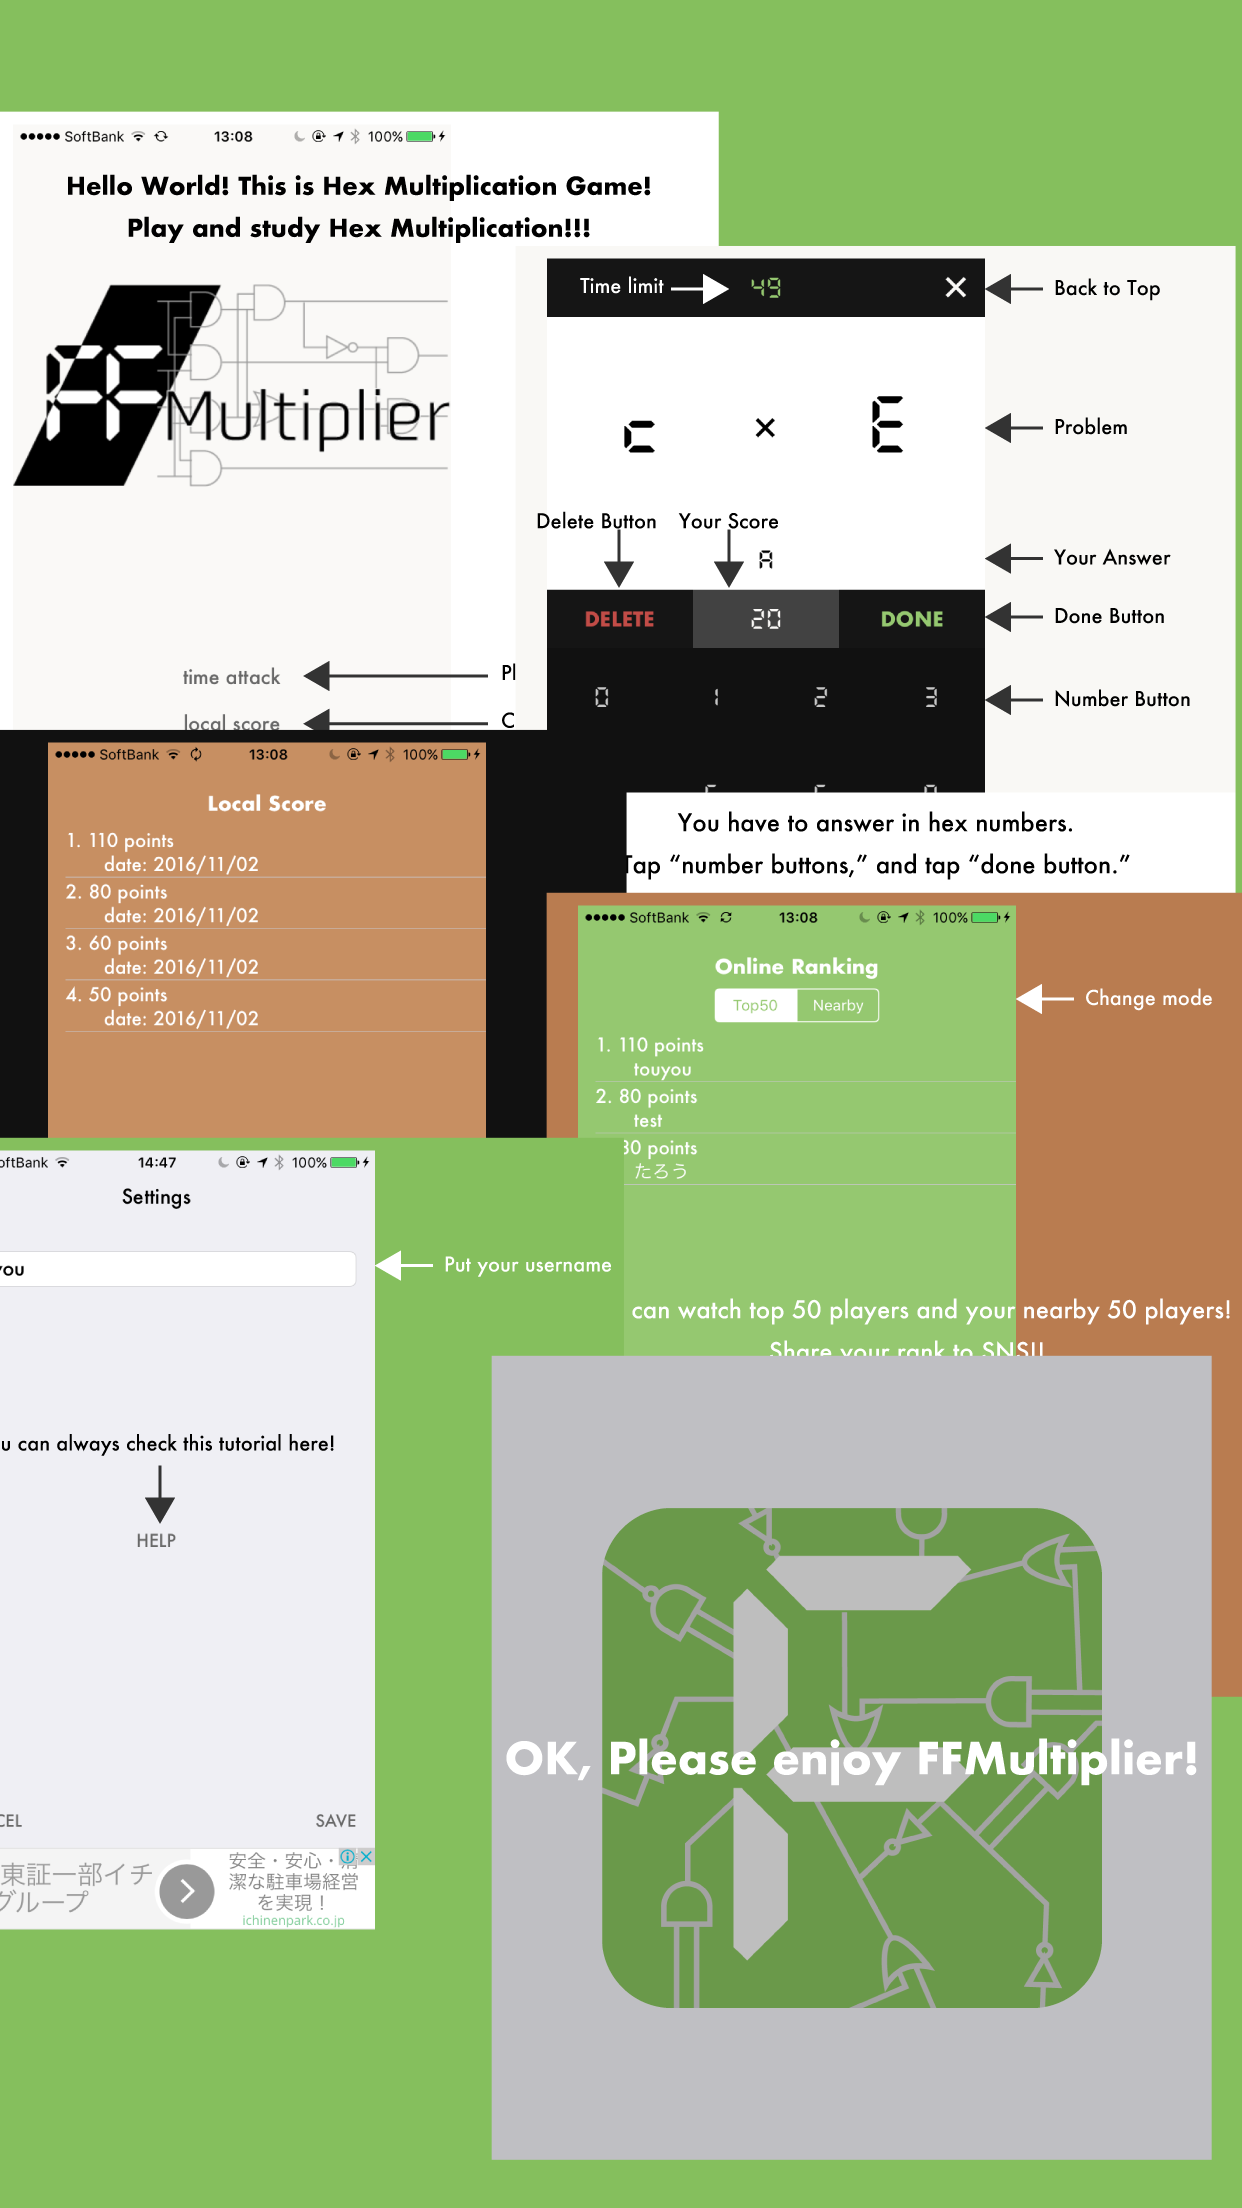 SoftBank 13:08 100%
Hello World! This is Hex Multiplication Game!
Play and study Hex Multiplication!!!
FF Multiplier
time attack
Pl
local score
C
Time limit 49 × Back to Top
c × E Problem
Delete Button Your Score
A Your Answer
DELETE 20 DONE Done Button
0 1 2 3 Number Button
You have to answer in hex numbers.
Tap “number buttons,” and tap “done button.”
SoftBank 13:08 100%
Local Score
1. 110 points
date: 2016/11/02
2. 80 points
date: 2016/11/02
3. 60 points
date: 2016/11/02
4. 50 points
date: 2016/11/02
SoftBank 13:08 100%
Online Ranking
Top50 Nearby
Change mode
1. 110 points
touyou
2. 80 points
test
30 points
たろう
can watch top 50 players and your nearby 50 players!
Share your rank to SNS!!
oftBank 14:47 100%
Settings
you
Put your username
u can always check this tutorial here!
HELP
CEL SAVE
東証一部イチ
グループ
安全・安心・清
潔な駐車場経営
を実現！
ichinenpark.co.jp
OK, Please enjoy FFMultiplier!